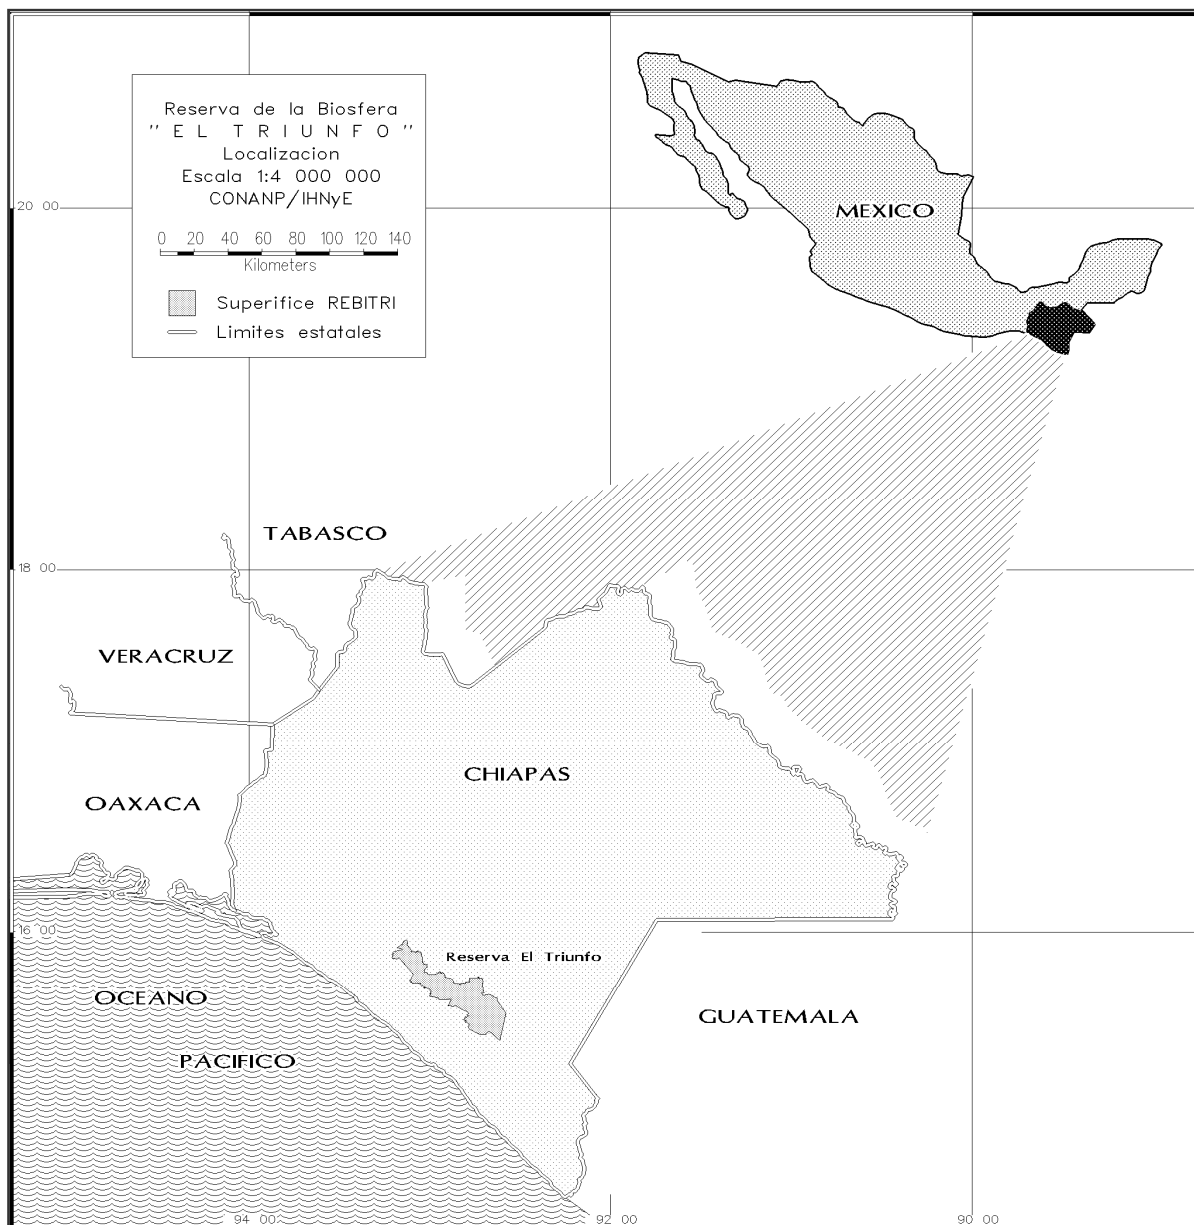 Reserva de la Biosfera
"EL TRIUNFO"
Localizacion
Escala 1:4 000 000
CONANP/IHNyE
0 20 40 60 80 100 120 140
Kilometers
Superifice REBITRI
Limites estatales
MEXICO
20 00
TABASCO
18 00
VERACRUZ
CHIAPAS
OAXACA
16 00
Reserva El Triunfo
OCEANO
PACIFICO
GUATEMALA
94 00
92 00
90 00